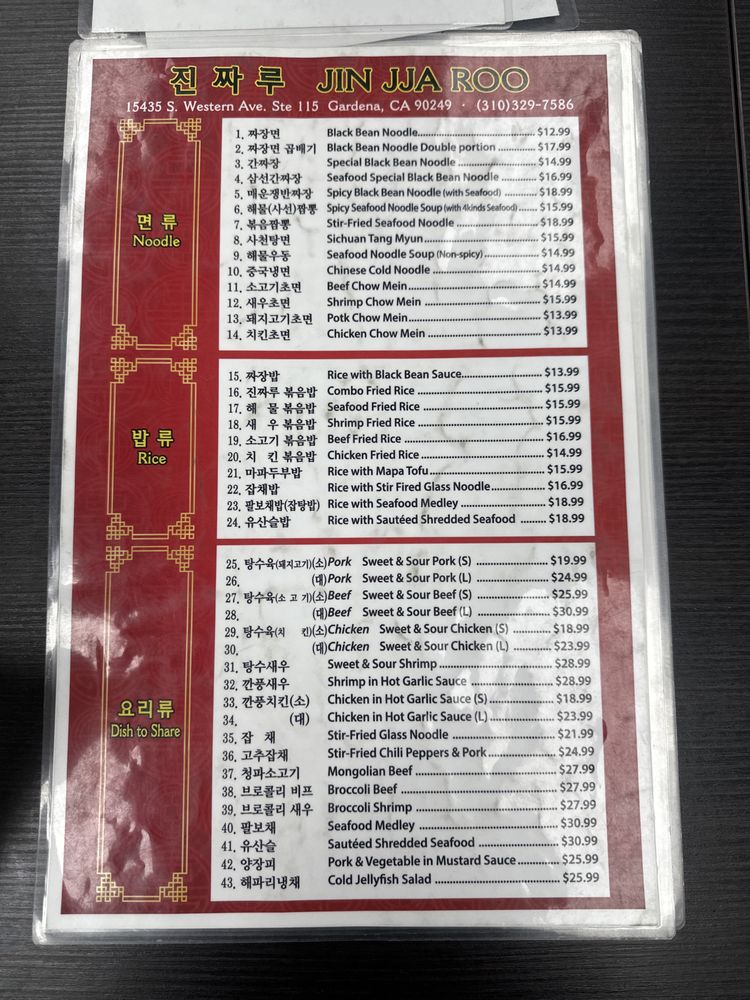 진 짜 루 JIN JJA ROO
15435 S. Western Ave. Ste 115 Gardena, CA 90249 · (310)329-7586
면 류
Noodle
1. 짜장면 Black Bean Noodle $12.99
2. 짜장면 곱배기 Black Bean Noodle Double portion $17.99
3. 간짜장 Special Black Bean Noodle $14.99
4. 삼선간짜장 Seafood Special Black Bean Noodle $16.99
5. 매운쟁반짜장 Spicy Black Bean Noodle (with Seafood) $18.99
6. 해물(사선)짬뽕 Spicy Seafood Noodle Soup (with 4kinds Seafood) $15.99
7. 볶음짬뽕 Stir-Fried Seafood Noodle $18.99
8. 사천탕면 Sichuan Tang Myun $15.99
9. 해물우동 Seafood Noodle Soup (Non-spicy) $14.99
10. 중국냉면 Chinese Cold Noodle $14.99
11. 소고기초면 Beef Chow Mein $14.99
12. 새우초면 Shrimp Chow Mein $15.99
13. 돼지고기초면 Potk Chow Mein $13.99
14. 치킨초면 Chicken Chow Mein $13.99
밥 류
Rice
15. 짜장밥 Rice with Black Bean Sauce $13.99
16. 진짜루 볶음밥 Combo Fried Rice $15.99
17. 해 물 볶음밥 Seafood Fried Rice $15.99
18. 새 우 볶음밥 Shrimp Fried Rice $15.99
19. 소고기 볶음밥 Beef Fried Rice $16.99
20. 치 킨 볶음밥 Chicken Fried Rice $14.99
21. 마파두부밥 Rice with Mapa Tofu $15.99
22. 잡채밥 Rice with Stir Fired Glass Noodle $16.99
23. 팔보채밥(잡탕밥) Rice with Seafood Medley $18.99
24. 유산슬밥 Rice with Sautéed Shredded Seafood $18.99
요리류
Dish to Share
25. 탕수육(돼지고기)(소) Pork Sweet & Sour Pork (S) $19.99
26. (대) Pork Sweet & Sour Pork (L) $24.99
27. 탕수육(소 고 기)(소) Beef Sweet & Sour Beef (S) $25.99
28. (대) Beef Sweet & Sour Beef (L) $30.99
29. 탕수육(치 킨)(소) Chicken Sweet & Sour Chicken (S) $18.99
30. (대) Chicken Sweet & Sour Chicken (L) $23.99
31. 탕수새우 Sweet & Sour Shrimp $28.99
32. 깐풍새우 Shrimp in Hot Garlic Sauce $28.99
33. 깐풍치킨(소) Chicken in Hot Garlic Sauce (S) $18.99
34. (대) Chicken in Hot Garlic Sauce (L) $23.99
35. 잡 채 Stir-Fried Glass Noodle $21.99
36. 고추잡채 Stir-Fried Chili Peppers & Pork $24.99
37. 청파소고기 Mongolian Beef $27.99
38. 브로콜리 비프 Broccoli Beef $27.99
39. 브로콜리 새우 Broccoli Shrimp $27.99
40. 팔보채 Seafood Medley $30.99
41. 유산슬 Sautéed Shredded Seafood $30.99
42. 양장피 Pork & Vegetable in Mustard Sauce $25.99
43. 해파리냉채 Cold Jellyfish Salad $25.99